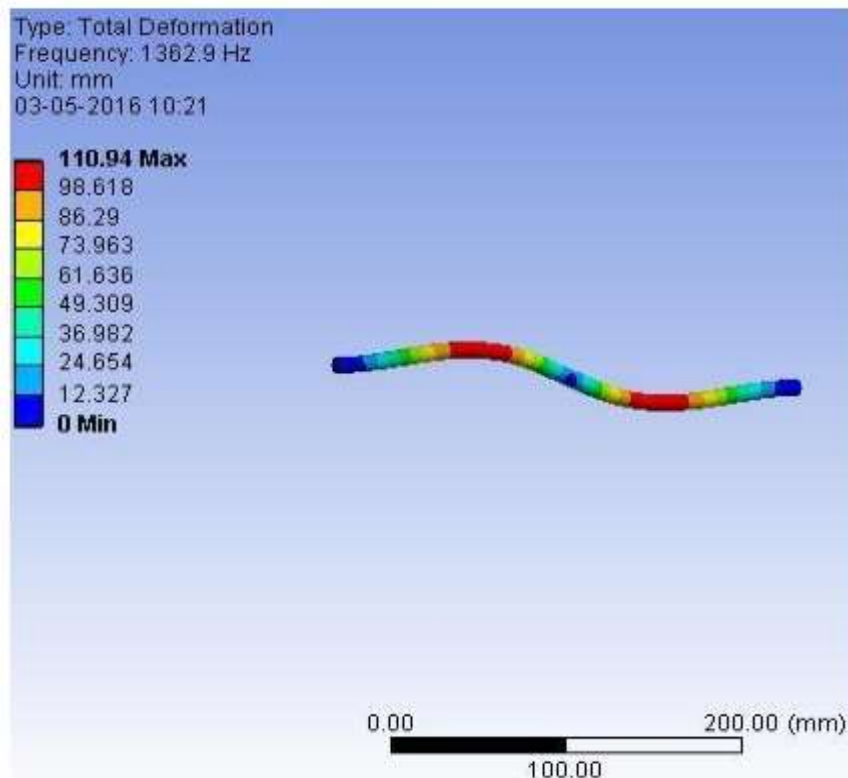 Type: Total Deformation
Frequency: 1362.9 Hz
Unit: mm
03-05-2016 10:21
110.94 Max
98.618
86.29
73.963
61.636
49.309
36.982
24.654
12.327
0 Min
0.00 200.00 (mm)
100.00